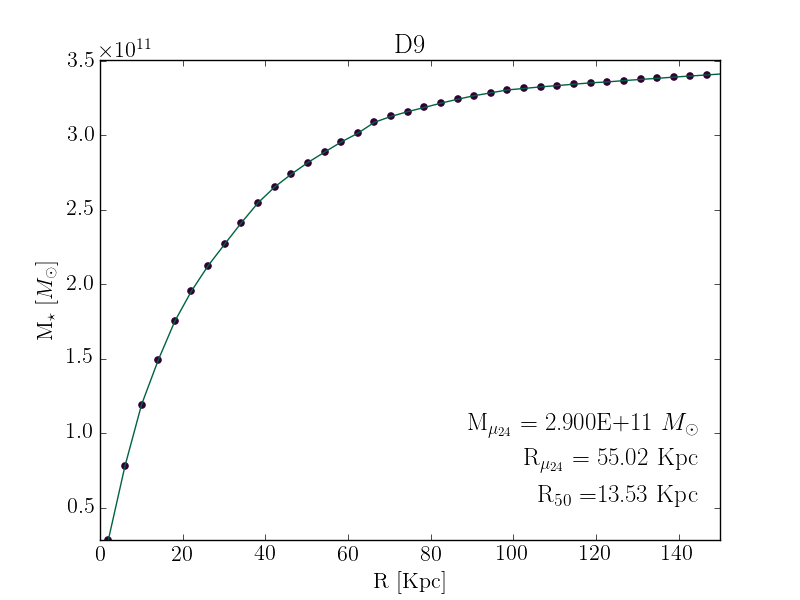 D9
×10¹¹
3.5
3.0
2.5
2.0
1.5
1.0
0.5
M⋆ [M⊙]
M_μ₂₄ = 2.900E+11 M⊙
R_μ₂₄ = 55.02 Kpc
R₅₀ =13.53 Kpc
0 20 40 60 80 100 120 140
R [Kpc]